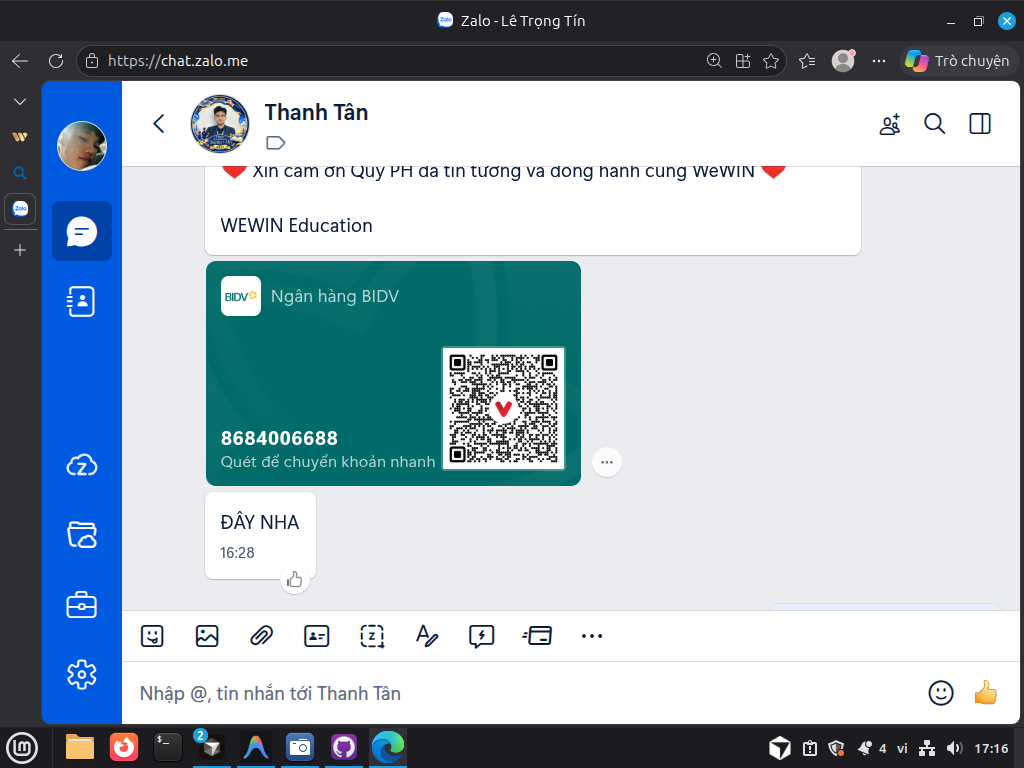 Zalo - Lê Trọng Tín
https://chat.zalo.me
Trò chuyện
Thanh Tân
Xin cảm ơn Quý PH đã tin tưởng và đồng hành cùng WeWIN
WEWIN Education
BIDV
Ngân hàng BIDV
8684006688
Quét để chuyển khoản nhanh
ĐÂY NHA
16:28
Nhập @, tin nhắn tới Thanh Tân
2
4
vi
17:16